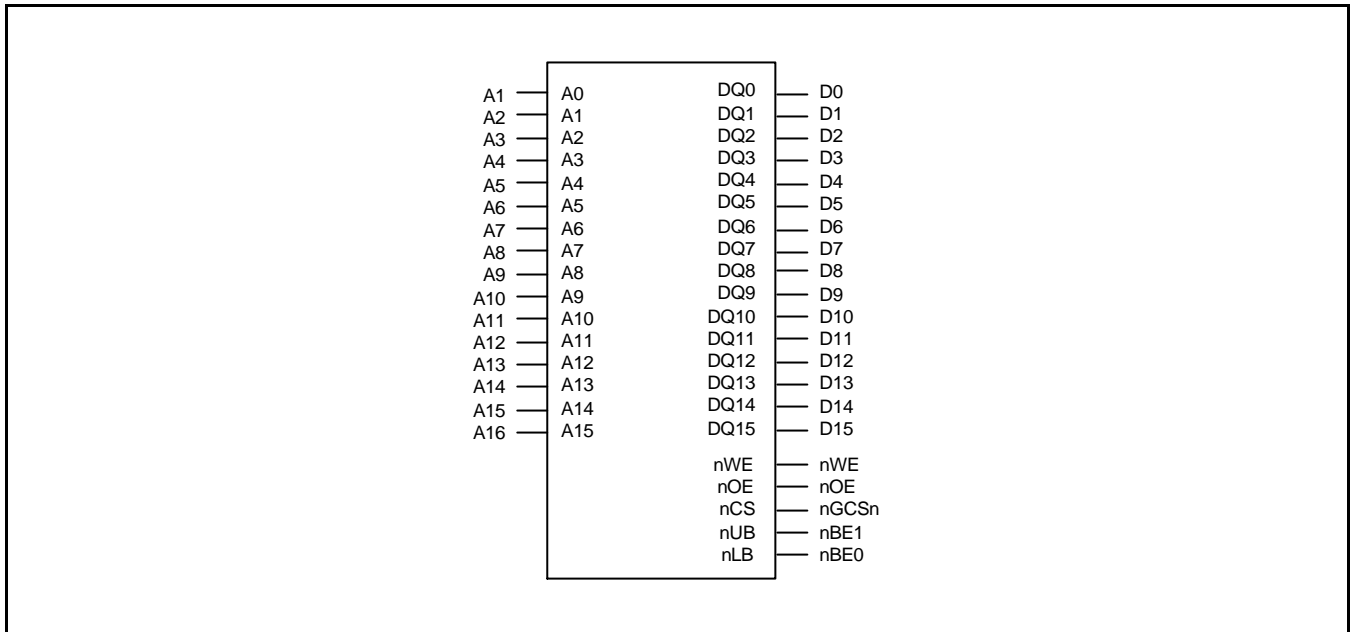 A1 A0 DQ0 D0
A2 A1 DQ1 D1
A3 A2 DQ2 D2
A4 A3 DQ3 D3
A5 A4 DQ4 D4
A6 A5 DQ5 D5
A7 A6 DQ6 D6
A8 A7 DQ7 D7
A9 A8 DQ8 D8
A10 A9 DQ9 D9
A11 A10 DQ10 D10
A12 A11 DQ11 D11
A13 A12 DQ12 D12
A14 A13 DQ13 D13
A15 A14 DQ14 D14
A16 A15 DQ15 D15
nWE nWE
nOE nOE
nCS nGCSn
nUB nBE1
nLB nBE0